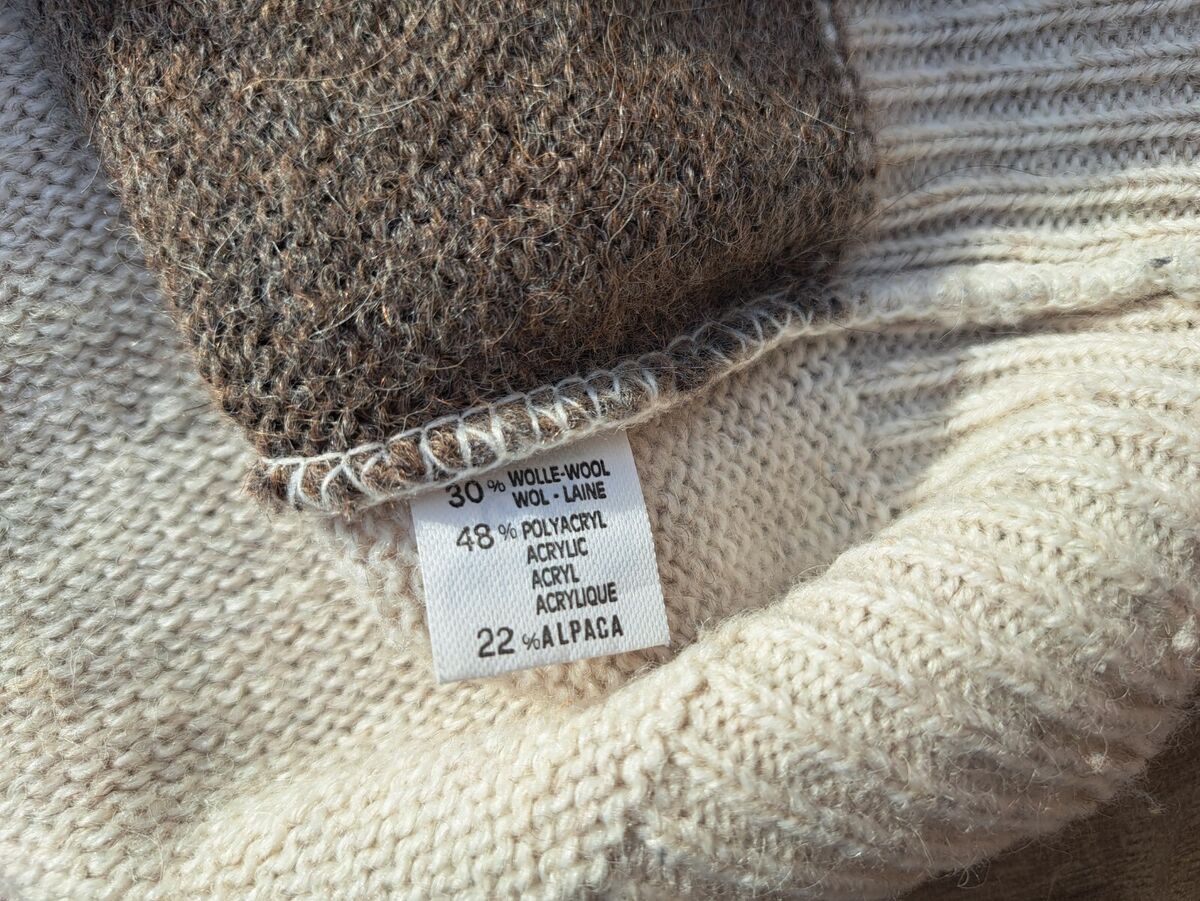 30 % WOLLE-WOOL
WOL - LAINE
48 % POLYACRYL
ACRYLIC
ACRYL
ACRYLIQUE
22 % ALPACA